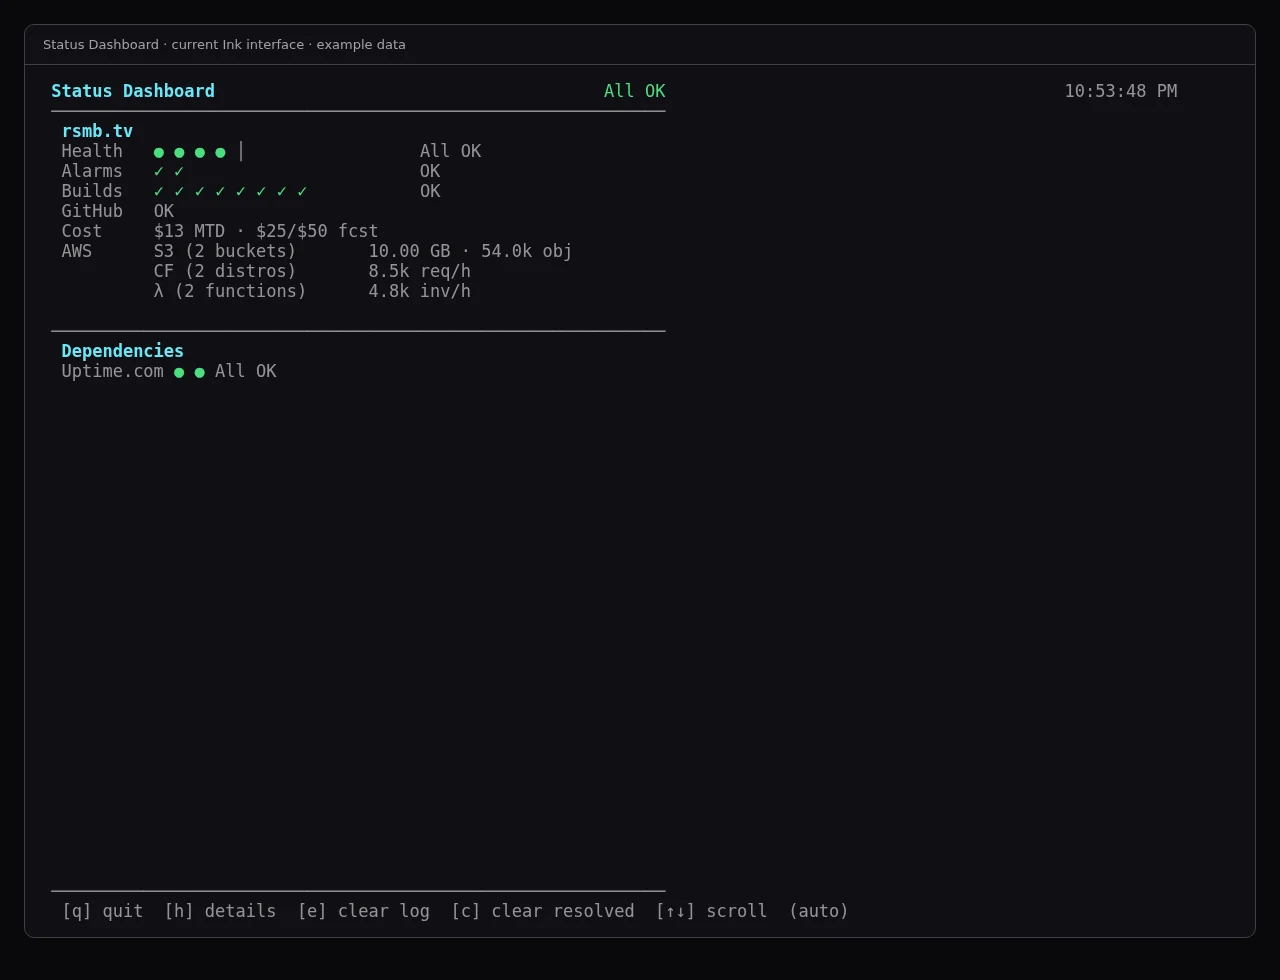 Status Dashboard · current Ink interface · example data
Status Dashboard All OK 10:53:48 PM
rsmb.tv
Health ● ● ● ● │ All OK
Alarms ✓ ✓ OK
Builds ✓ ✓ ✓ ✓ ✓ ✓ ✓ ✓ OK
GitHub OK
Cost $13 MTD · $25/$50 fcst
AWS S3 (2 buckets) 10.00 GB · 54.0k obj
CF (2 distros) 8.5k req/h
λ (2 functions) 4.8k inv/h
Dependencies
Uptime.com ● ● All OK
[q] quit [h] details [e] clear log [c] clear resolved [↑↓] scroll (auto)